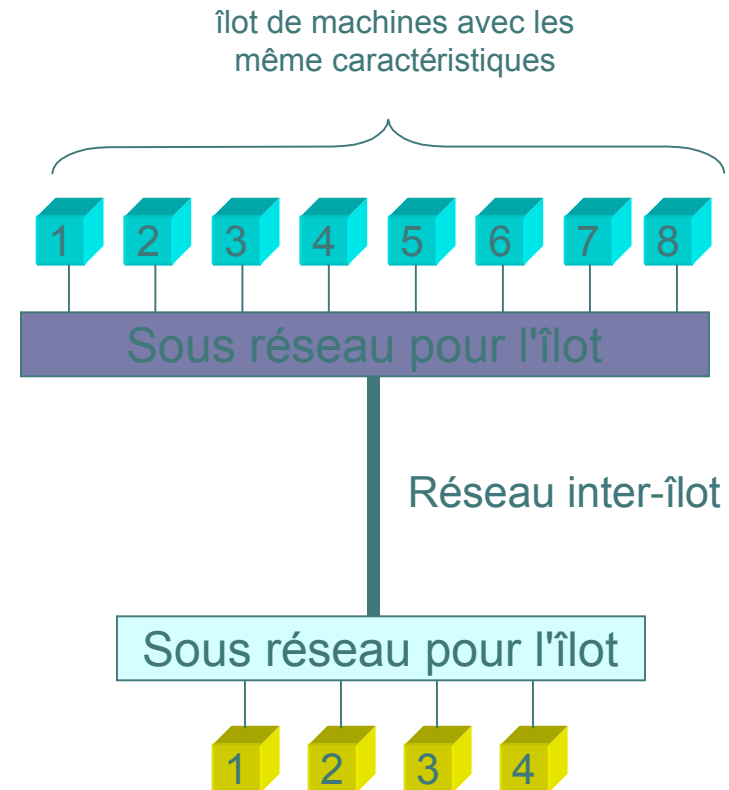 îlot de machines avec les
même caractéristiques
1 2 3 4 5 6 7 8
Sous réseau pour l'îlot
Réseau inter-îlot
Sous réseau pour l'îlot
1 2 3 4